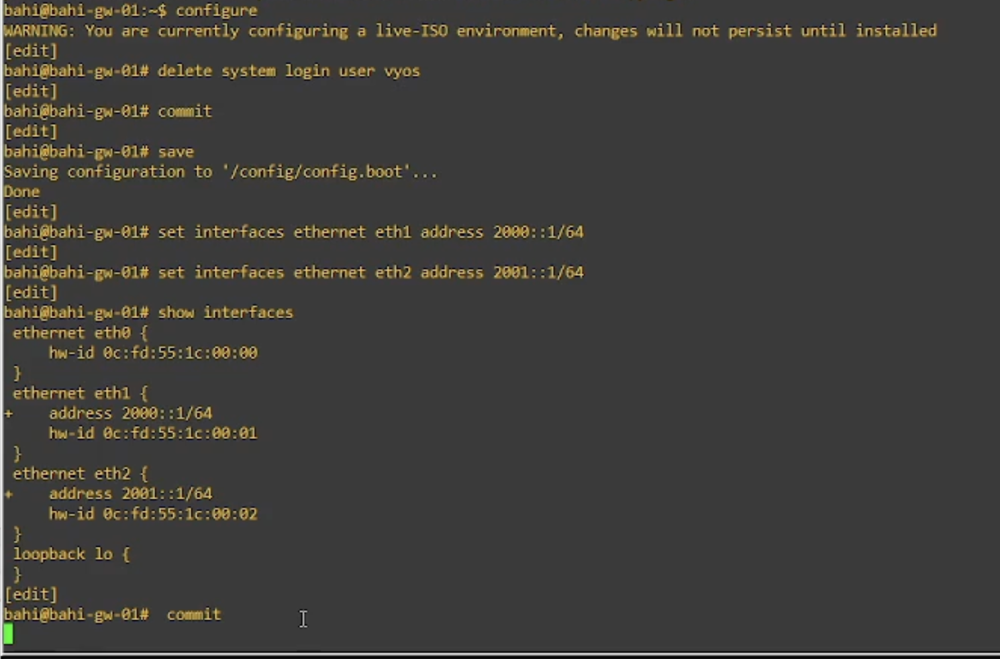 bahi@bahi-gw-01:~$ configure
WARNING: You are currently configuring a live-ISO environment, changes will not persist until installed
[edit]
bahi@bahi-gw-01# delete system login user vyos
[edit]
bahi@bahi-gw-01# commit
[edit]
bahi@bahi-gw-01# save
Saving configuration to '/config/config.boot'...
Done
[edit]
bahi@bahi-gw-01# set interfaces ethernet eth1 address 2000::1/64
[edit]
bahi@bahi-gw-01# set interfaces ethernet eth2 address 2001::1/64
[edit]
bahi@bahi-gw-01# show interfaces
 ethernet eth0 {
     hw-id 0c:fd:55:1c:00:00
 }
 ethernet eth1 {
+    address 2000::1/64
     hw-id 0c:fd:55:1c:00:01
 }
 ethernet eth2 {
+    address 2001::1/64
     hw-id 0c:fd:55:1c:00:02
 }
 loopback lo {
 }
[edit]
bahi@bahi-gw-01#  commit